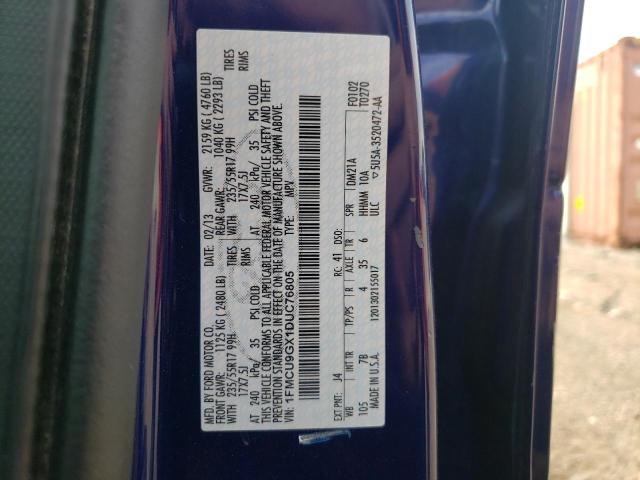 MFD. BY FORD MOTOR CO.
DATE: 02/13 GVWR: 2159 KG ( 4760 LB)
FRONT GAWR: 1125 KG (2480 LB) REAR GAWR: 1040 KG (2293 LB)
WITH 235/55R17 99H TIRES WITH 235/55R17 99H TIRES
17X7.5J RIMS 17X7.5J RIMS
AT 240 kPa/ 35 PSI COLD AT 240 kPa/ 35 PSI COLD
THIS VEHICLE CONFORMS TO ALL APPLICABLE FEDERAL MOTOR VEHICLE SAFETY AND THEFT
PREVENTION STANDARDS IN EFFECT ON THE DATE OF MANUFACTURE SHOWN ABOVE.
VIN: 1FMCU9GX1DUC76805
TYPE: MPV
F0102
T0270
EXT PNT: J4 RC: 41 DSO: DM21A
WB INT TR TP/PS R AXLE TR SPR
105 7B 4 35 6 HHMM 10A
ULC 5U5A-3520472-AA
MADE IN U.S.A. 1201302155017